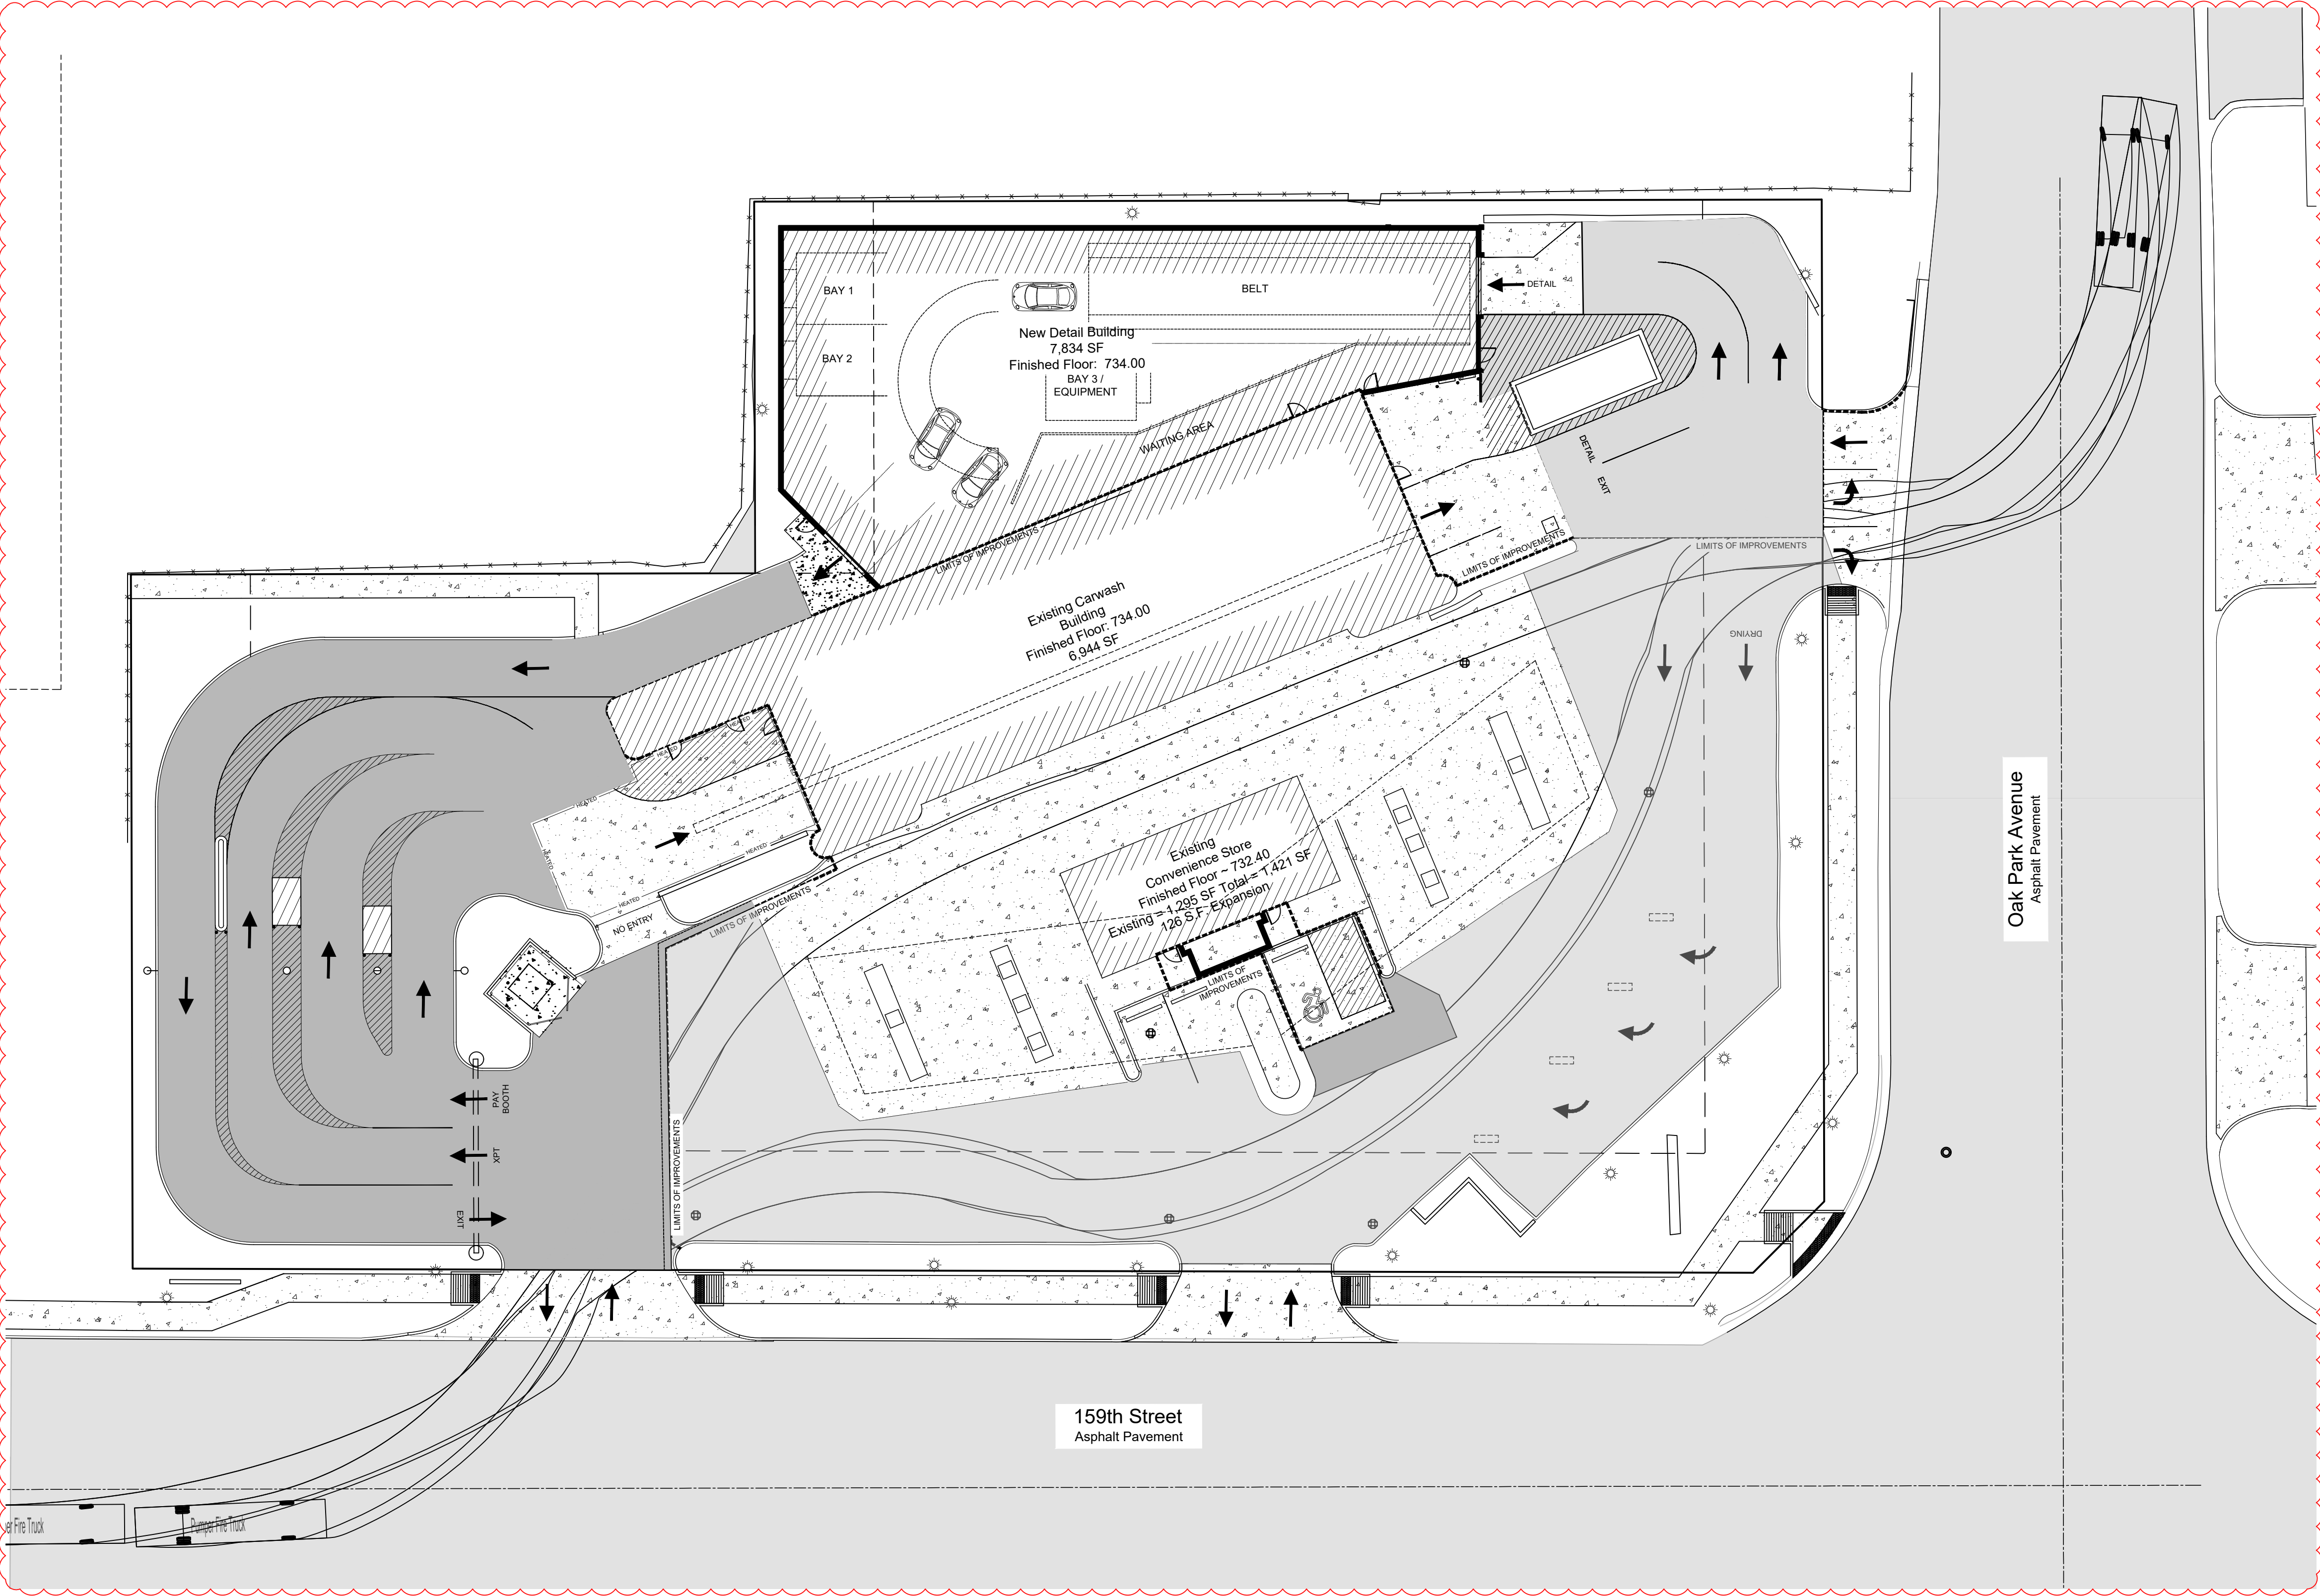 BAY 1
BELT
DETAIL
New Detail Building
7,834 SF
Finished Floor: 734.00
BAY 2
BAY 3 /
EQUIPMENT
WAITING AREA
DETAIL EXIT
LIMITS OF IMPROVEMENTS
LIMITS OF IMPROVEMENTS
LIMITS OF IMPROVEMENTS
Existing Carwash
Building
Finished Floor: 734.00
6,944 SF
DRYING
HEATED
HEATED
HEATED
HEATED
HEATED
HEATED
NO ENTRY
LIMITS OF IMPROVEMENTS
Existing
Convenience Store
Finished Floor ~ 732.40
Existing = 1,295 SF Total = 1,421 SF
126 S.F. Expansion
LIMITS OF
IMPROVEMENTS
Oak Park Avenue
Asphalt Pavement
PAY
BOOTH
XPT
EXIT
LIMITS OF IMPROVEMENTS
159th Street
Asphalt Pavement
er Fire Truck
Pumper Fire Truck